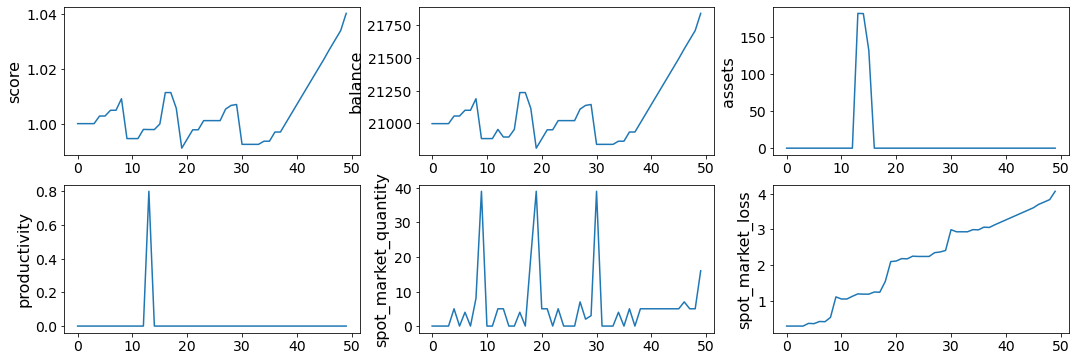 score
1.04
1.02
1.00
0 10 20 30 40 50
balance
21750
21500
21250
21000
0 10 20 30 40 50
assets
150
100
50
0
0 10 20 30 40 50
productivity
0.8
0.6
0.4
0.2
0.0
0 10 20 30 40 50
spot_market_quantity
40
30
20
10
0
0 10 20 30 40 50
spot_market_loss
4
3
2
1
0 10 20 30 40 50